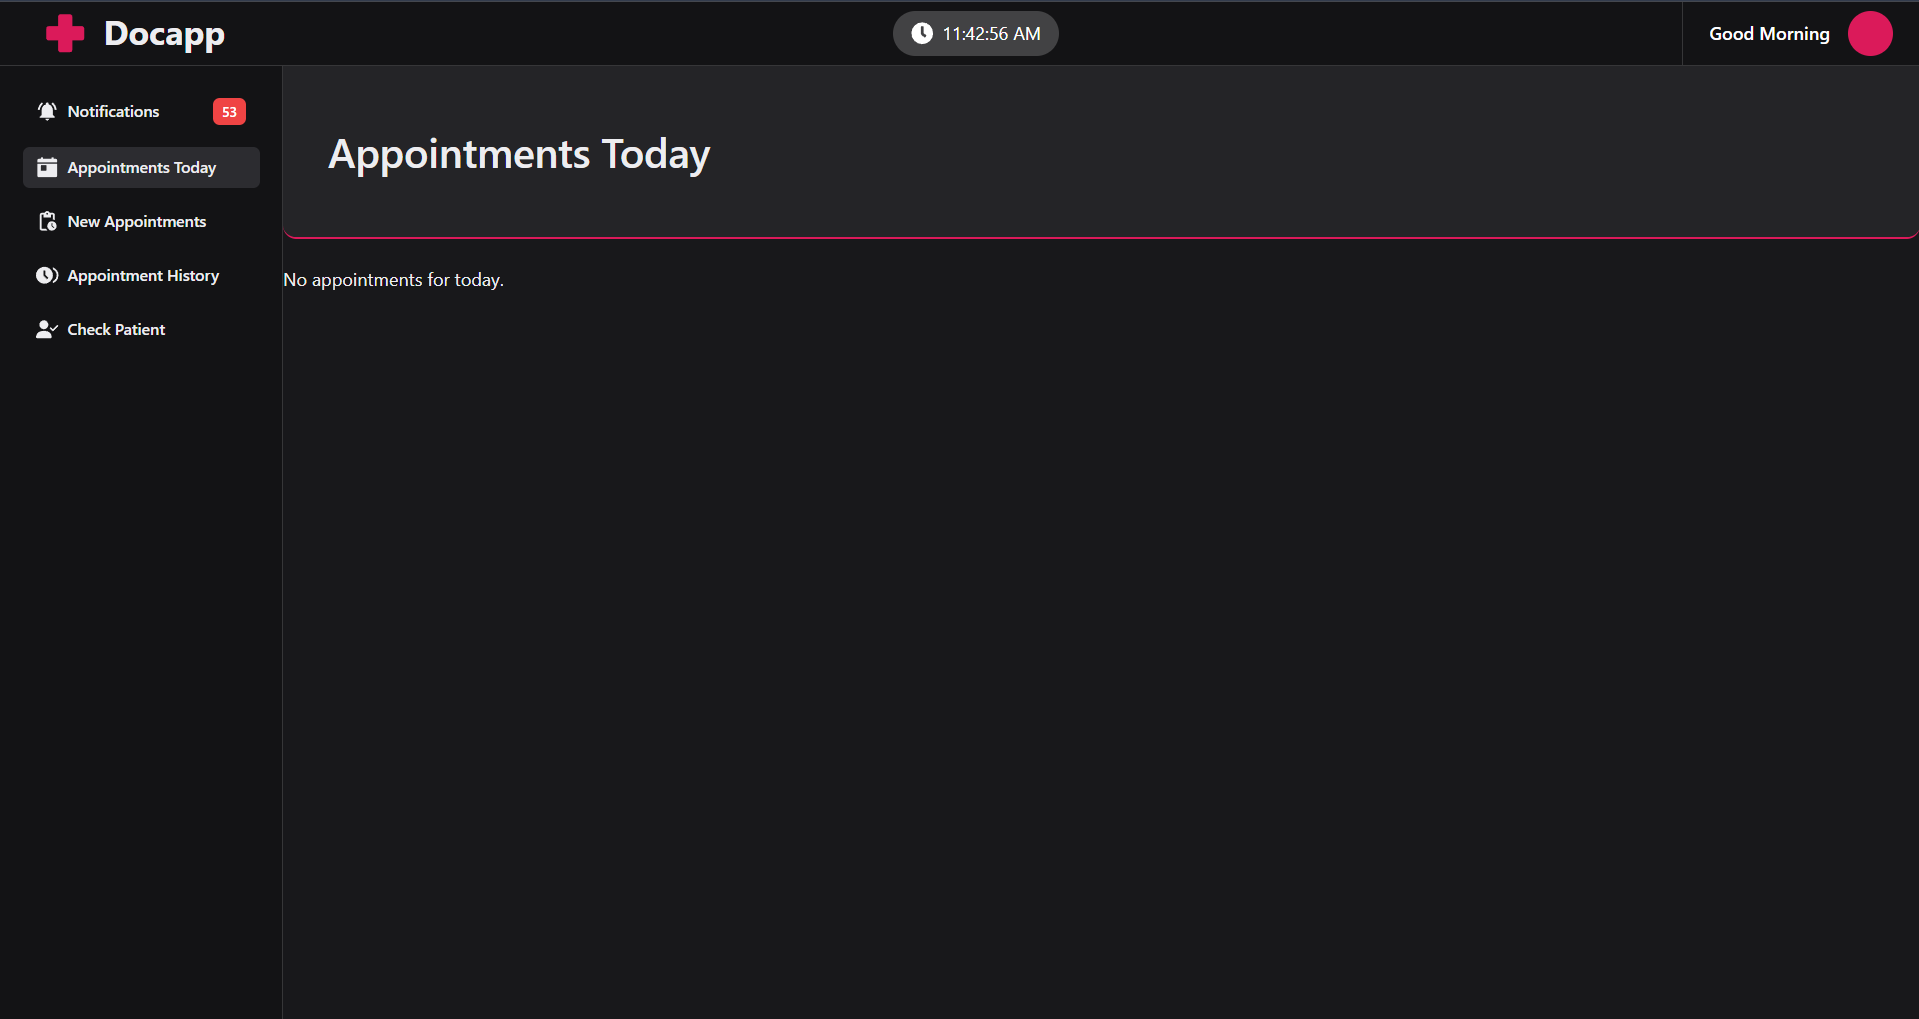 Docapp
11:42:56 AM
Good Morning
Notifications 53
Appointments Today
New Appointments
Appointment History
Check Patient
Appointments Today
No appointments for today.